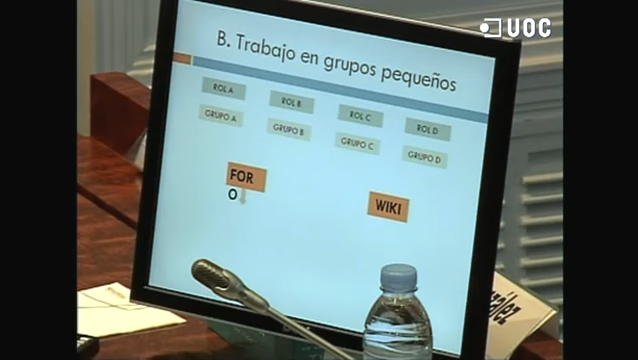 UOC
B. Trabajo en grupos pequeños
ROL A
ROL B
ROL C
ROL D
GRUPO A
GRUPO B
GRUPO C
GRUPO D
FOR
O
WIKI